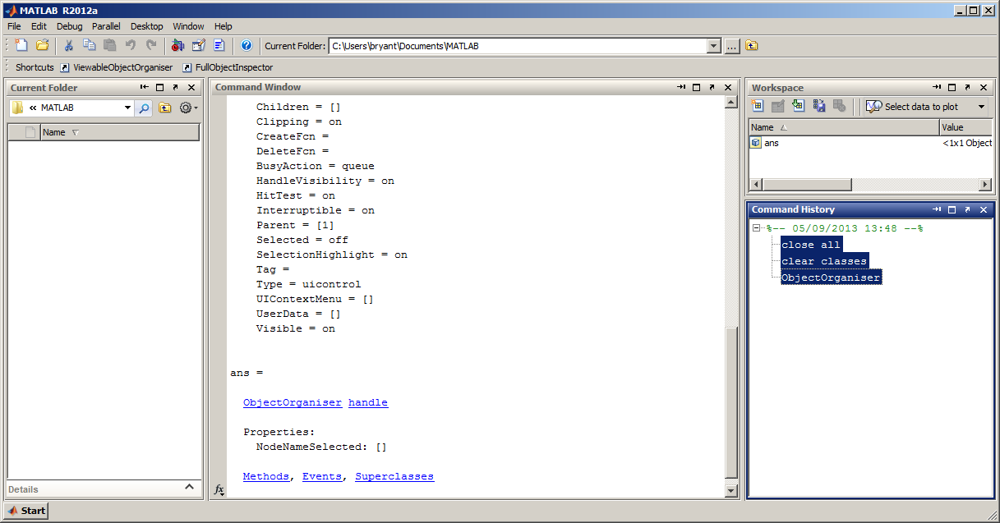 MATLAB R2012a
File Edit Debug Parallel Desktop Window Help
Current Folder: C:\Users\bryant\Documents\MATLAB
Shortcuts ViewableObjectOrganiser FullObjectInspector
Current Folder
« MATLAB
Name
Details
Command Window
Children = []
Clipping = on
CreateFcn =
DeleteFcn =
BusyAction = queue
HandleVisibility = on
HitTest = on
Interruptible = on
Parent = [1]
Selected = off
SelectionHighlight = on
Tag =
Type = uicontrol
UIContextMenu = []
UserData = []
Visible = on
ans =
ObjectOrganiser handle
Properties:
NodeNameSelected: []
Methods, Events, Superclasses
fx
Workspace
Select data to plot
Name Value
ans <1x1 Object
Command History
%-- 05/09/2013 13:48 --%
close all
clear classes
ObjectOrganiser
Start